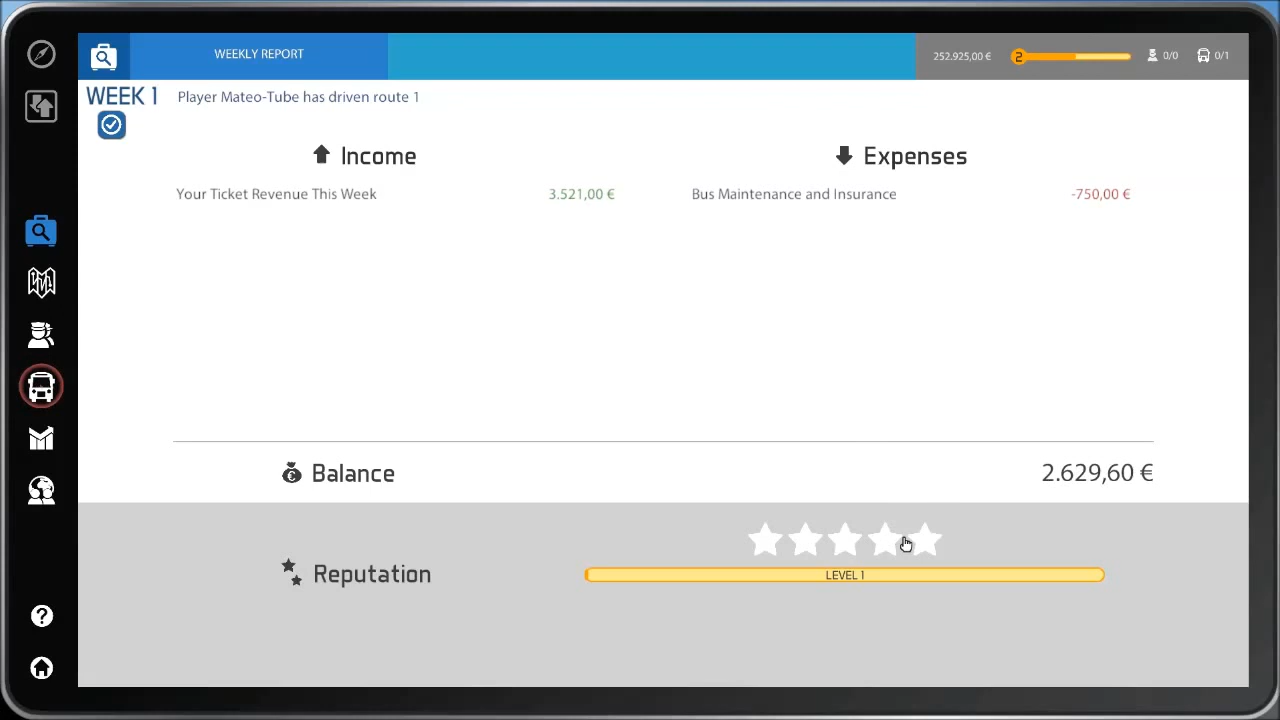 WEEKLY REPORT
252.925,00 €
2
0/0
0/1
WEEK 1
Player Mateo-Tube has driven route 1
Income
Expenses
Your Ticket Revenue This Week
3.521,00 €
Bus Maintenance and Insurance
-750,00 €
Balance
2.629,60 €
Reputation
LEVEL 1